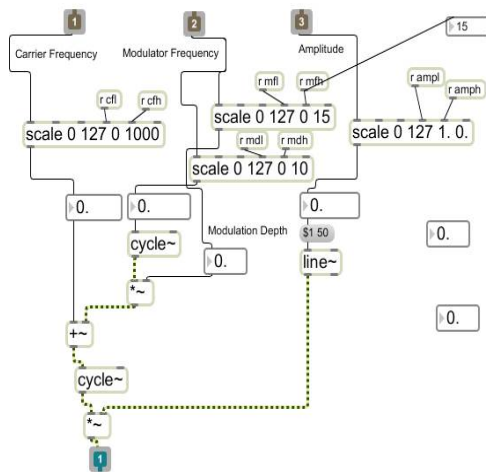 1
2
3
15
Carrier Frequency
Modulator Frequency
Amplitude
r cfl
r cfh
r mfl
r mfh
r ampl
r amph
scale 0 127 0 1000
scale 0 127 0 15
scale 0 127 1. 0.
r mdl
r mdh
scale 0 127 0 10
0.
0.
0.
Modulation Depth
$1 50
0.
cycle~
0.
line~
*~
0.
+~
cycle~
*~
1